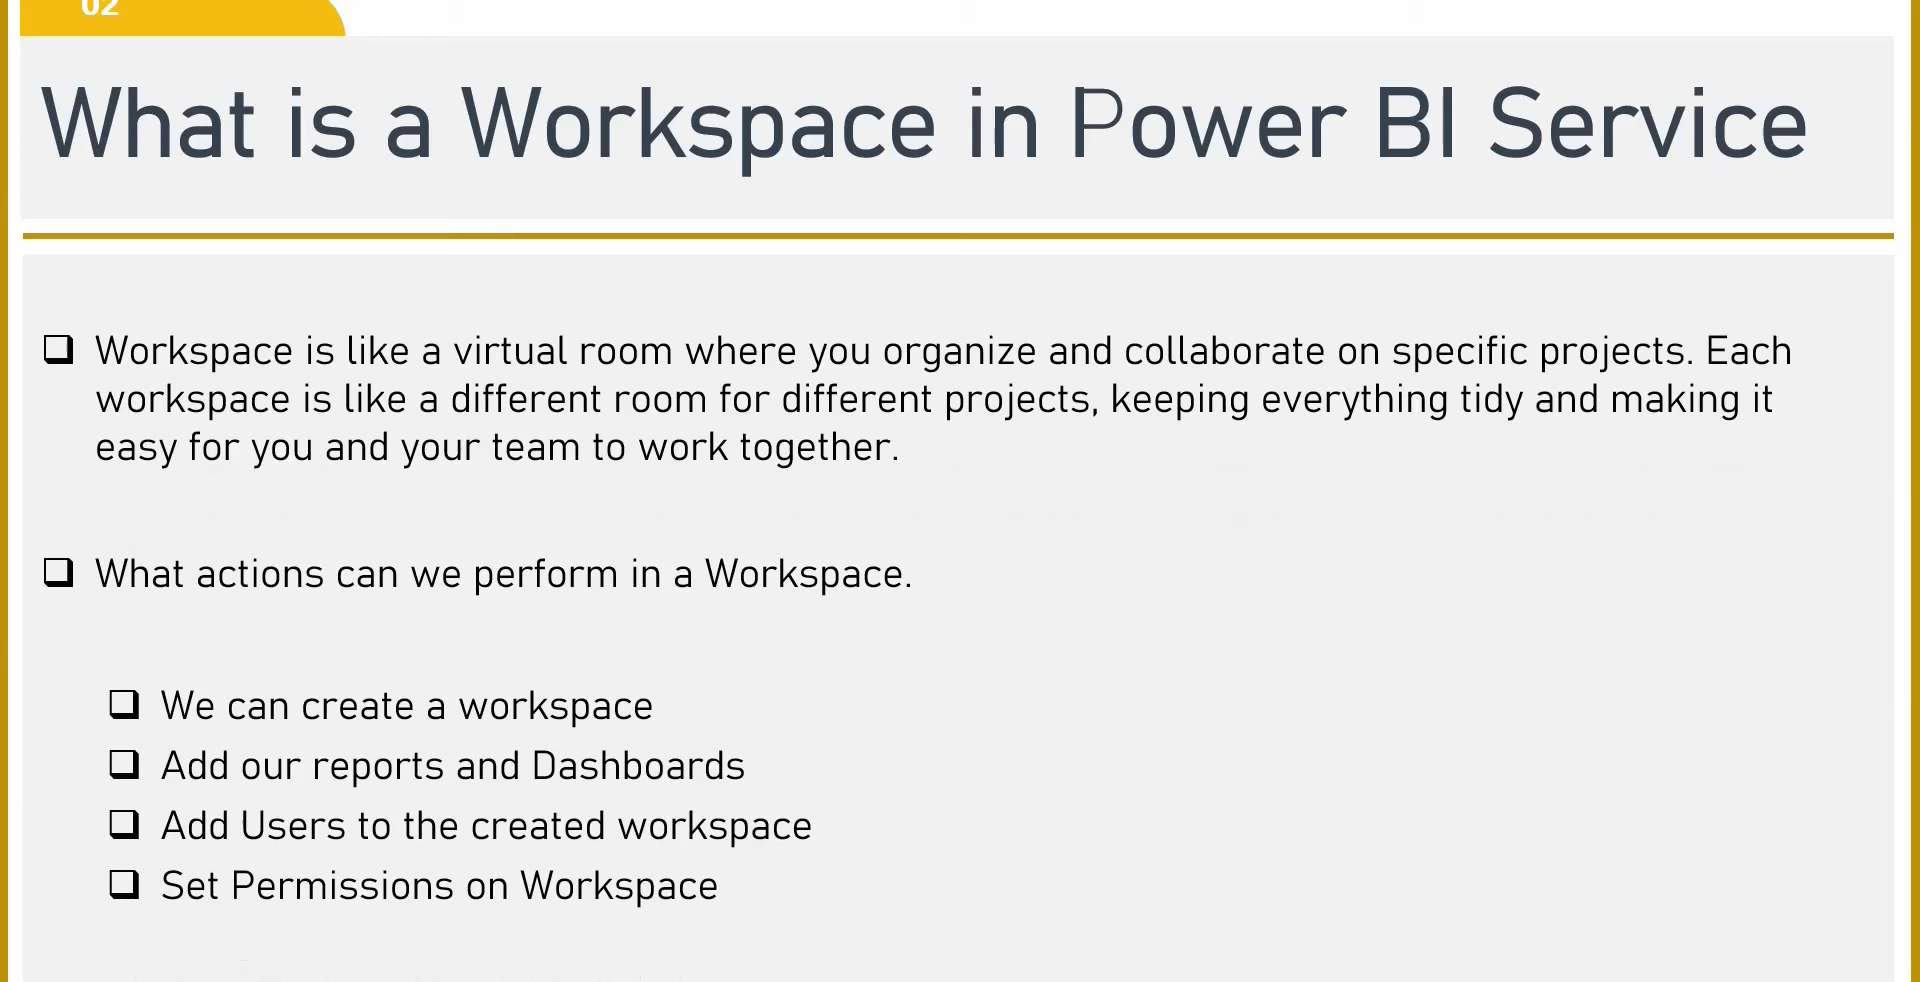 02
What is a Workspace in Power BI Service
Workspace is like a virtual room where you organize and collaborate on specific projects. Each
workspace is like a different room for different projects, keeping everything tidy and making it
easy for you and your team to work together.
What actions can we perform in a Workspace.
We can create a workspace
Add our reports and Dashboards
Add Users to the created workspace
Set Permissions on Workspace